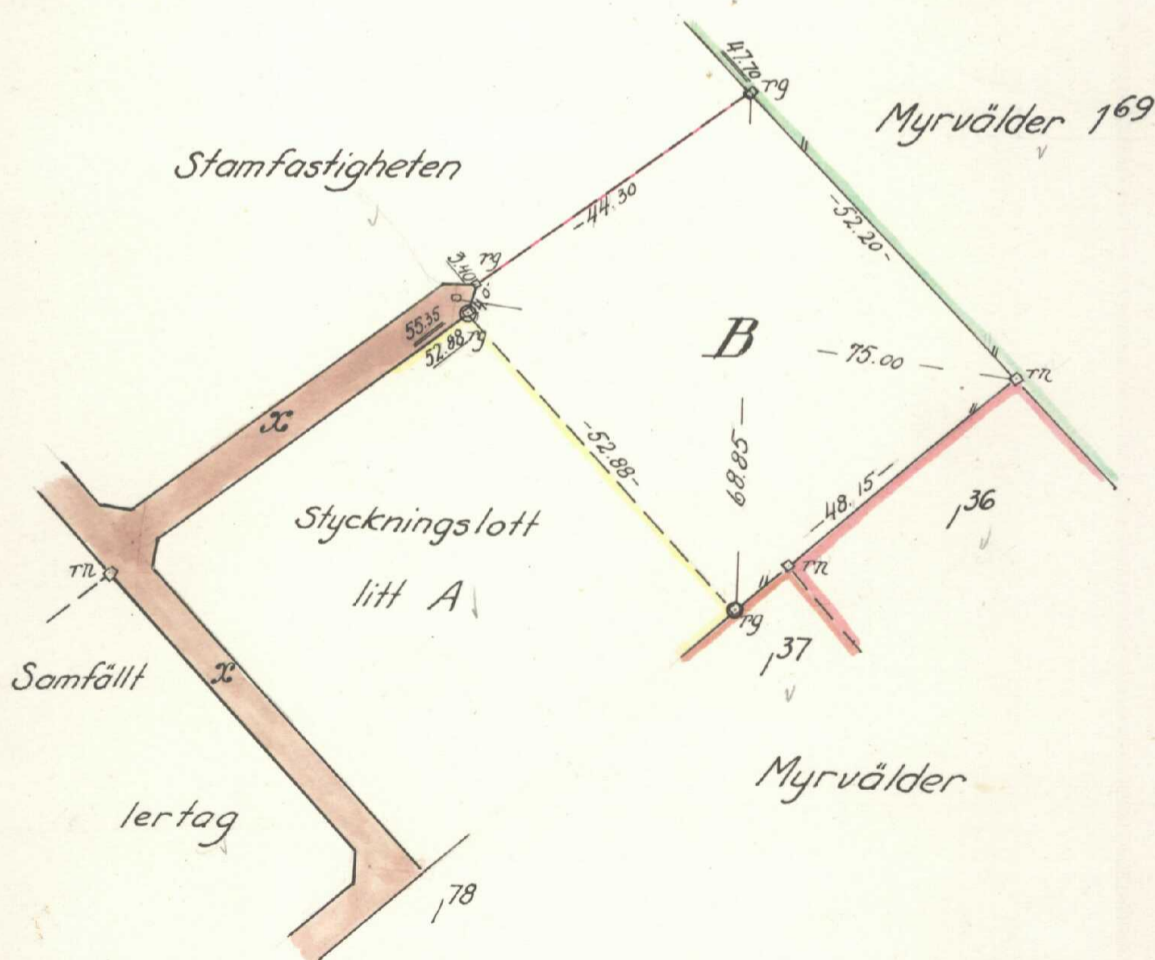 47.70
rg
Myrvälder 1⁶⁹
Stamfastigheten
-44.30
-52.20-
3.40
rg
55.35
52.88
rg
B
-75.00-
rn
-52.88-
68.85-
x
-48.15-
1³⁶
Styckningslott
litt A
rn
rn
rg
1³⁷
Samfällt
x
Myrvälder
lertag
1⁷⁸